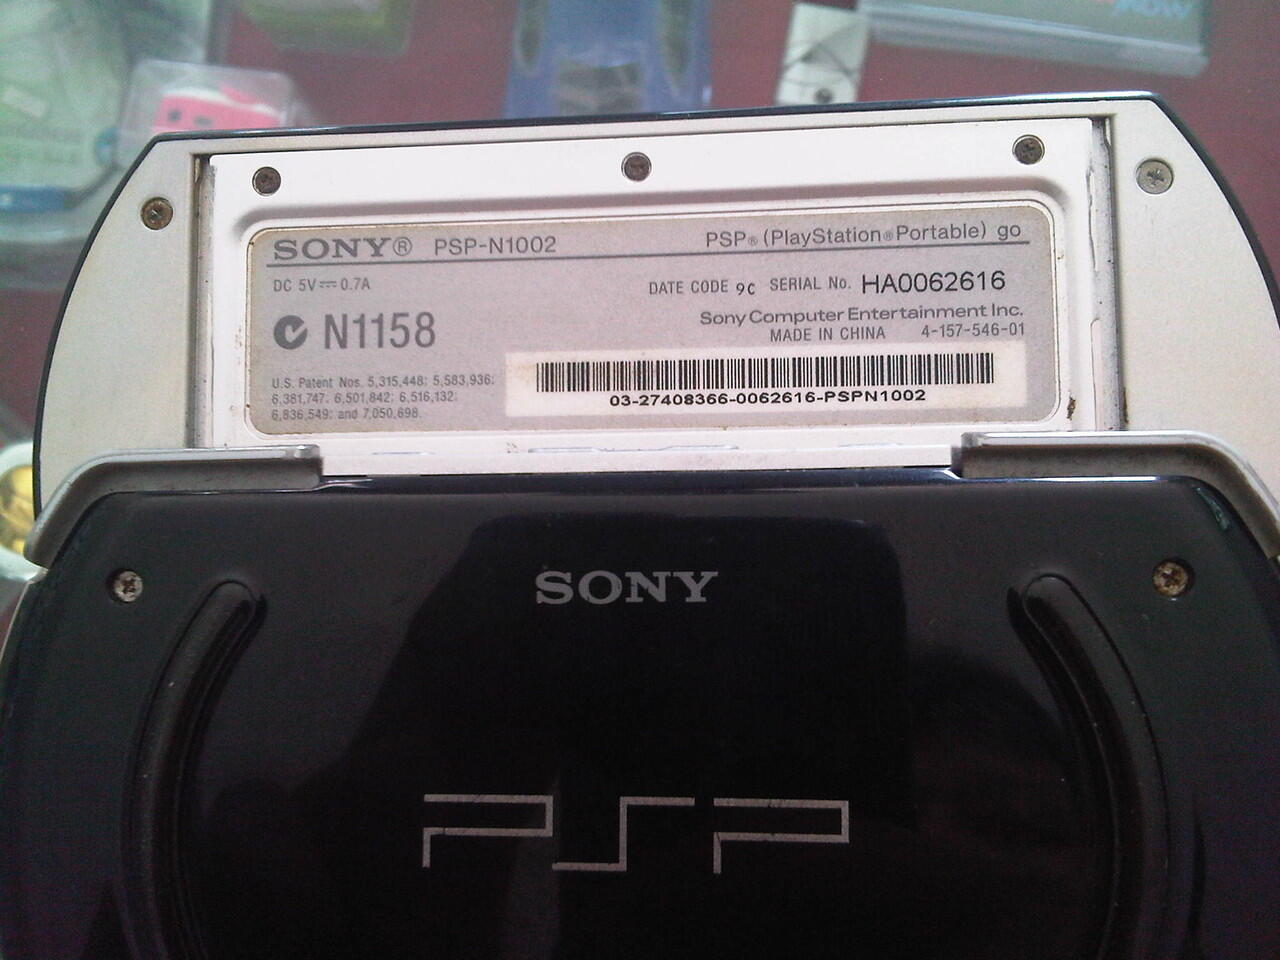 SONY® PSP-N1002 PSP® (PlayStation®Portable) go
DC 5V⎓0.7A
DATE CODE 9C SERIAL No. HA0062616
N1158
Sony Computer Entertainment Inc.
MADE IN CHINA 4-157-546-01
U.S. Patent Nos. 5,315,448; 5,583,936;
6,381,747; 6,501,842; 6,516,132;
6,836,549; and 7,050,698.
03-27408366-0062616-PSPN1002
SONY
PSP